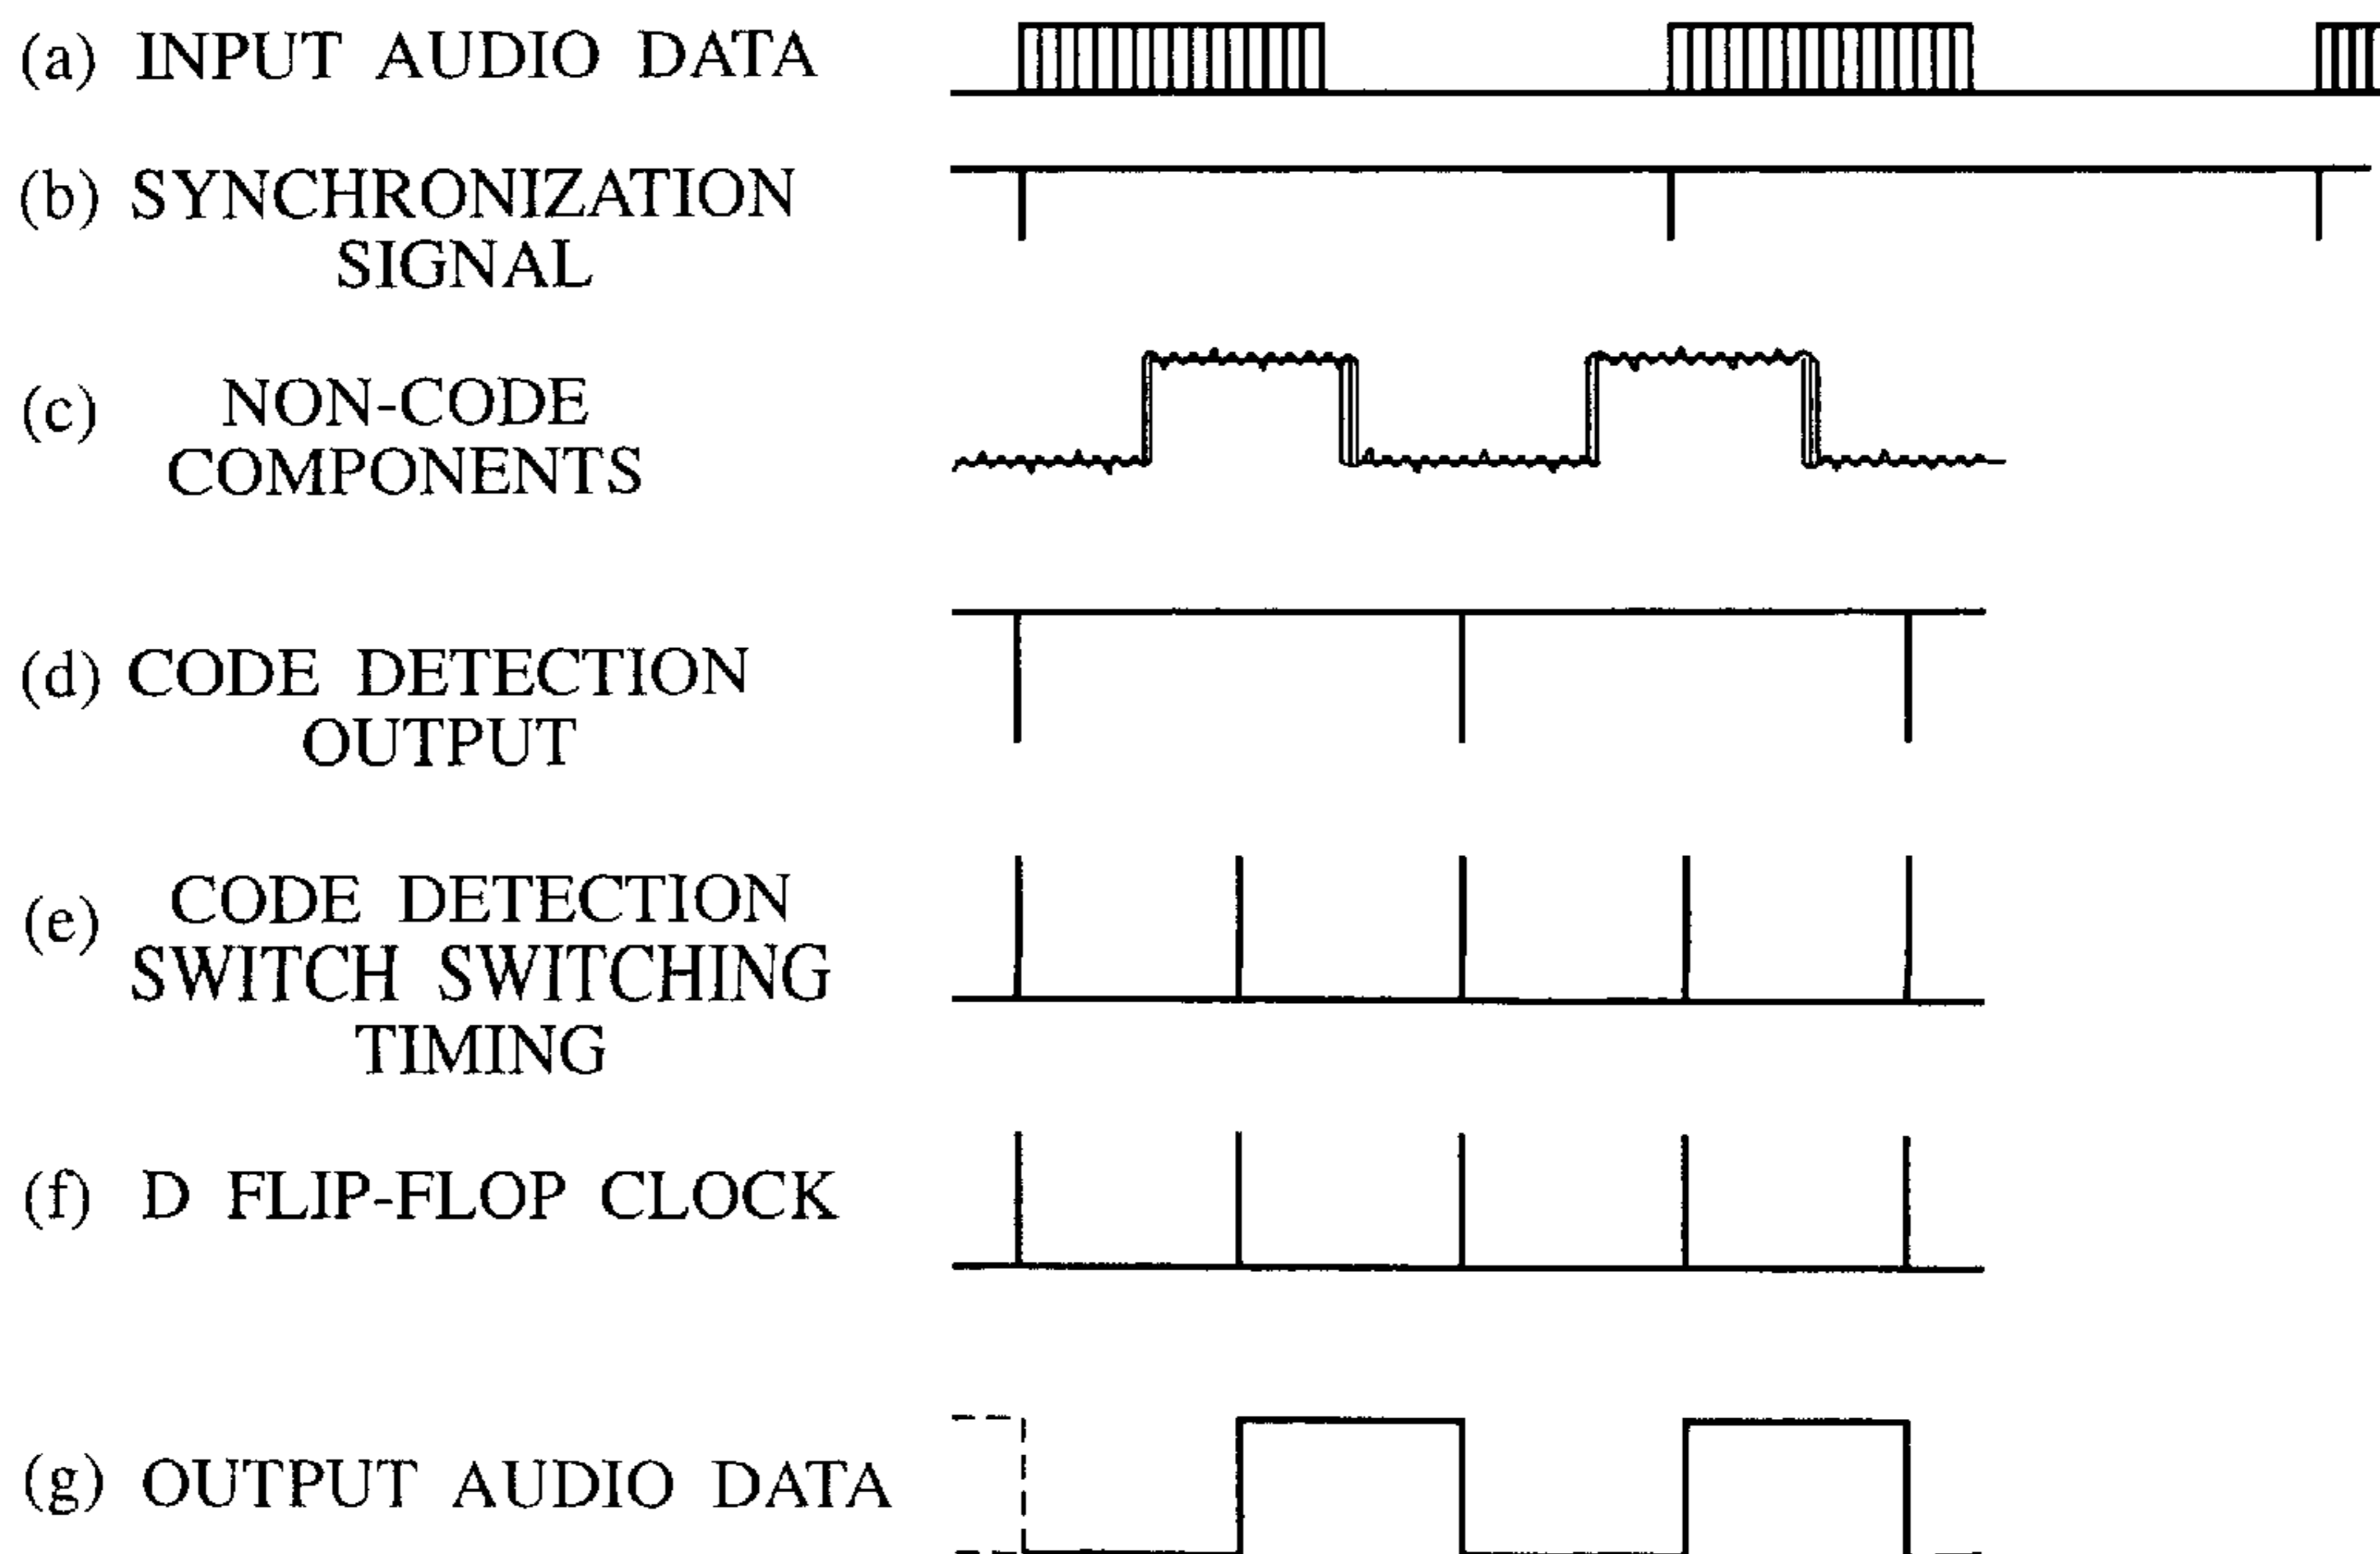 (a) INPUT AUDIO DATA
(b) SYNCHRONIZATION
SIGNAL
(c) NON-CODE
COMPONENTS
(d) CODE DETECTION
OUTPUT
(e) CODE DETECTION
SWITCH SWITCHING
TIMING
(f) D FLIP-FLOP CLOCK
(g) OUTPUT AUDIO DATA